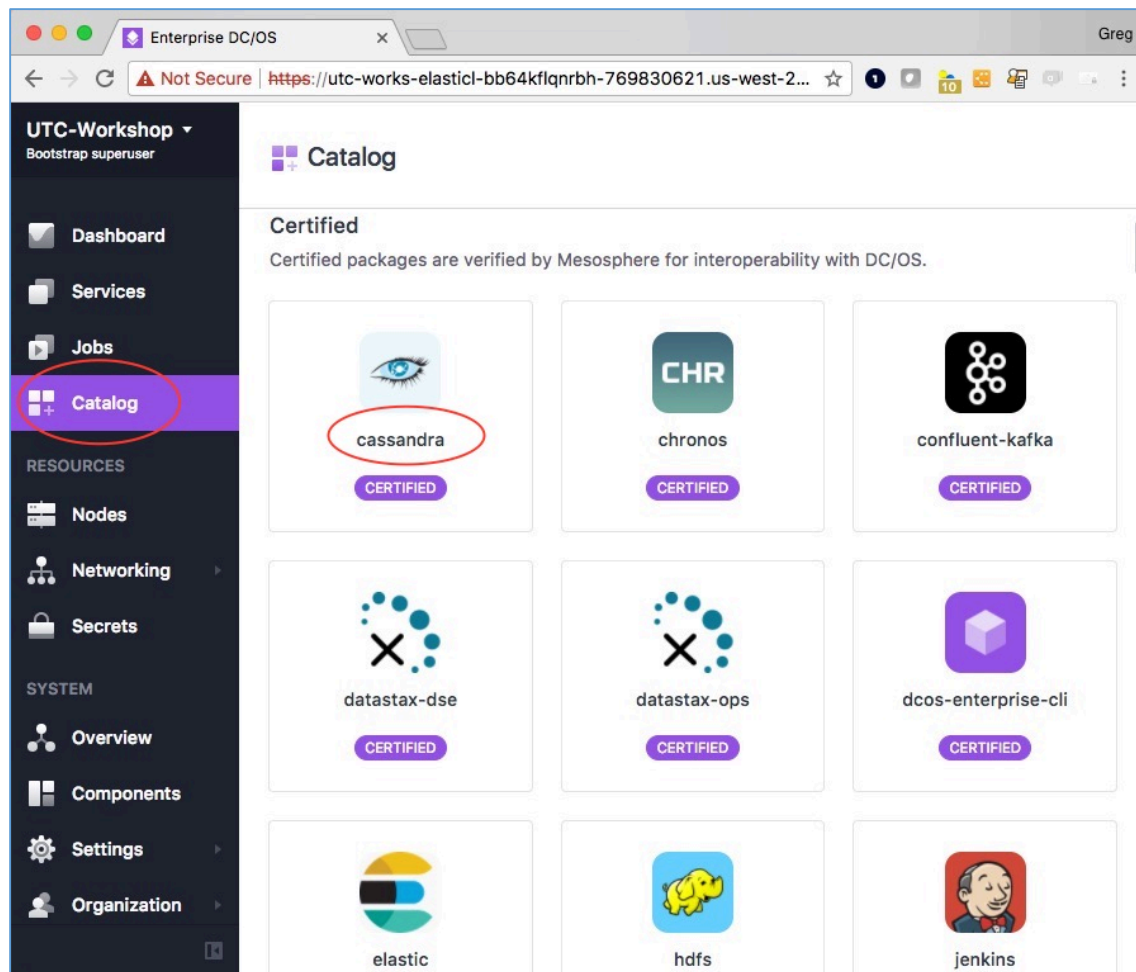 Enterprise DC/OS
Greg
Not Secure | https://utc-works-elasticl-bb64kflqnrbh-769830621.us-west-2...
10
UTC-Workshop
Bootstrap superuser
Catalog
Dashboard
Services
Jobs
Catalog
RESOURCES
Nodes
Networking
Secrets
SYSTEM
Overview
Components
Settings
Organization
Certified
Certified packages are verified by Mesosphere for interoperability with DC/OS.
CHR
cassandra
chronos
confluent-kafka
CERTIFIED
CERTIFIED
CERTIFIED
datastax-dse
datastax-ops
dcos-enterprise-cli
CERTIFIED
CERTIFIED
CERTIFIED
elastic
hdfs
jenkins